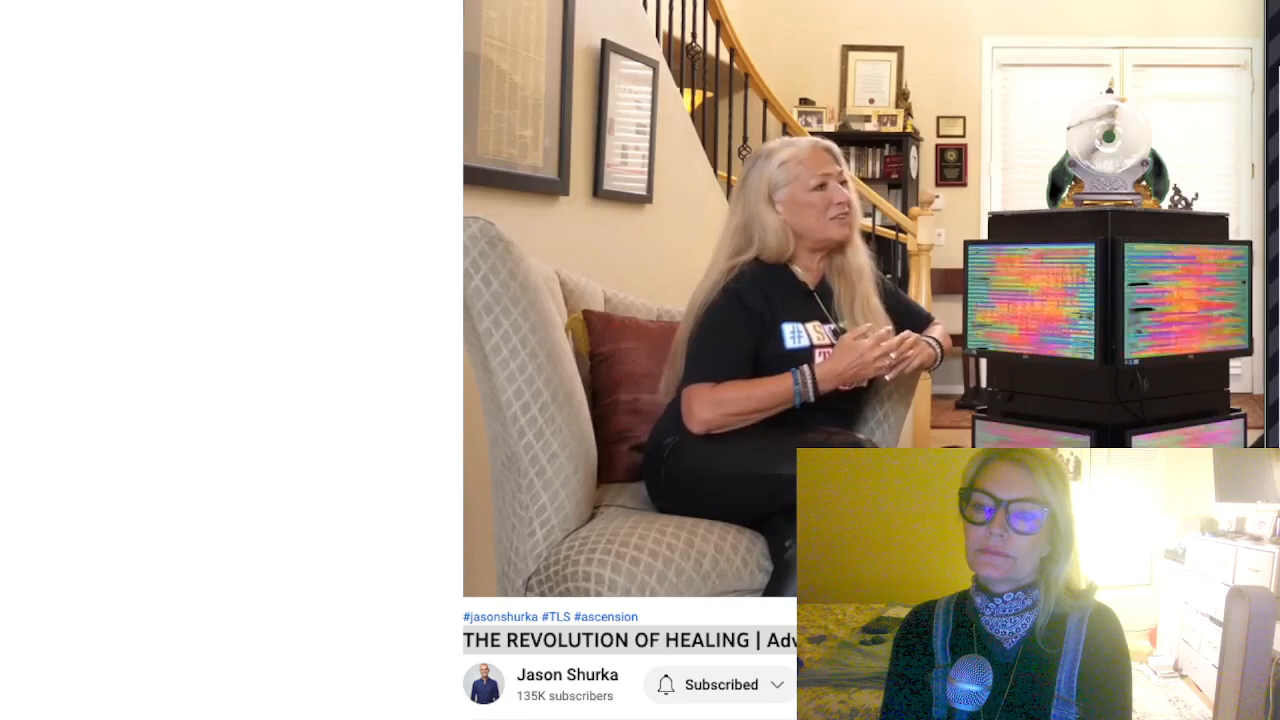 # S
T
#jasonshurka #TLS #ascension
THE REVOLUTION OF HEALING | Adv
Jason Shurka
135K subscribers
Subscribed